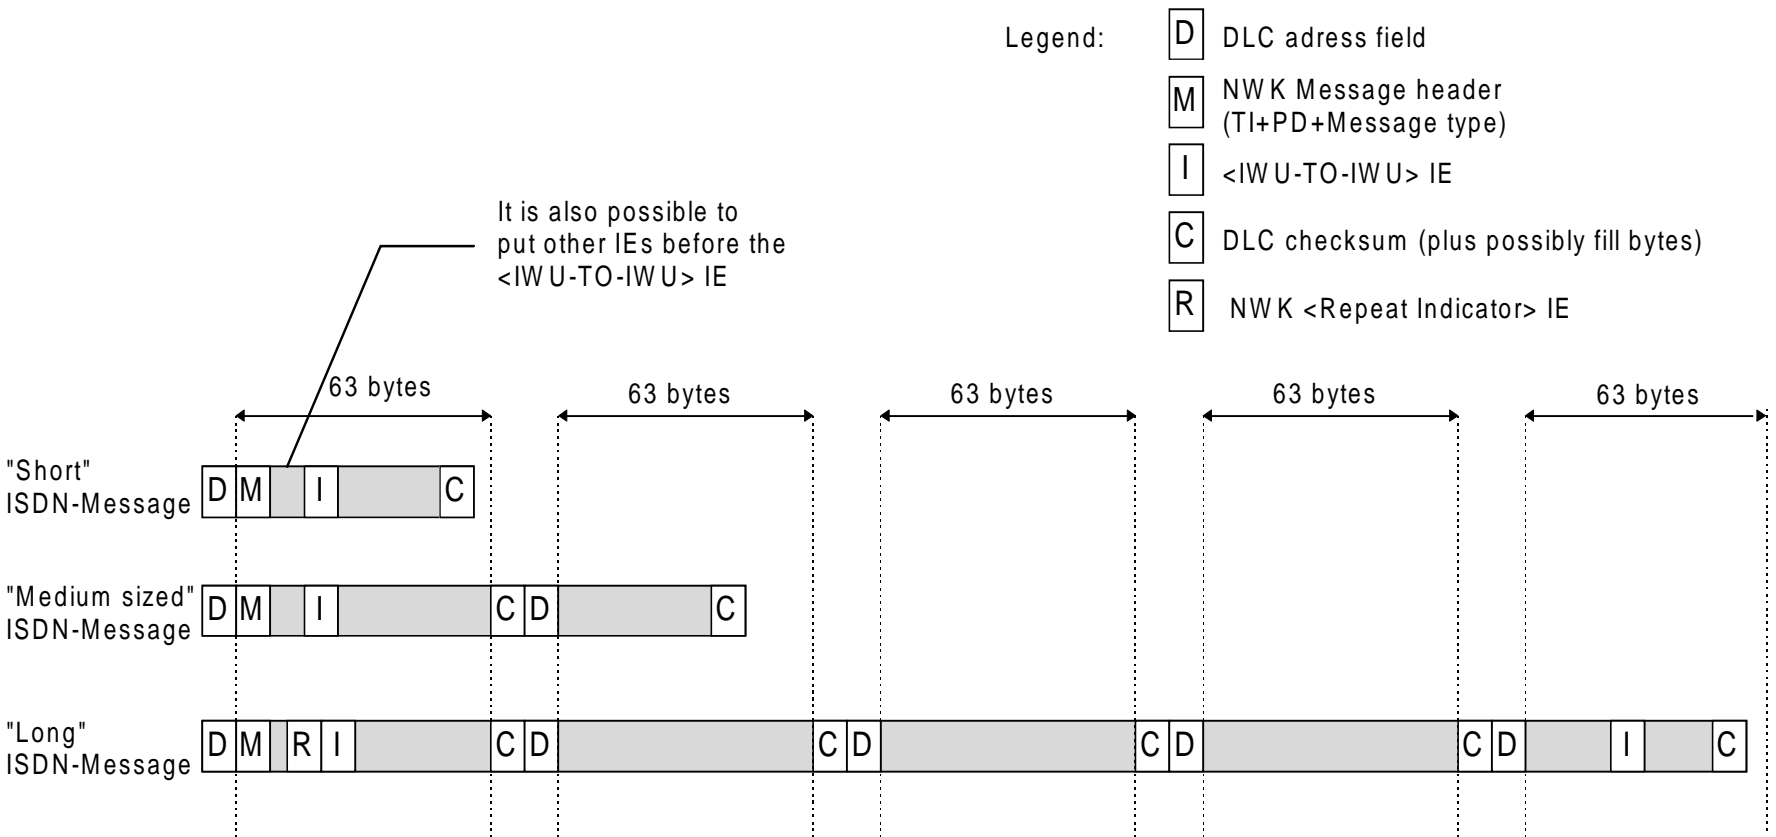 Legend:
D DLC adress field
M NWK Message header
(TI+PD+Message type)
I <IWU-TO-IWU> IE
C DLC checksum (plus possibly fill bytes)
R NWK <Repeat Indicator> IE
It is also possible to
put other IEs before the
<IWU-TO-IWU> IE
63 bytes 63 bytes 63 bytes 63 bytes 63 bytes
"Short"
ISDN-Message
D M I C
"Medium sized"
ISDN-Message
D M I C D C
"Long"
ISDN-Message
D M R I C D C D C D C D I C